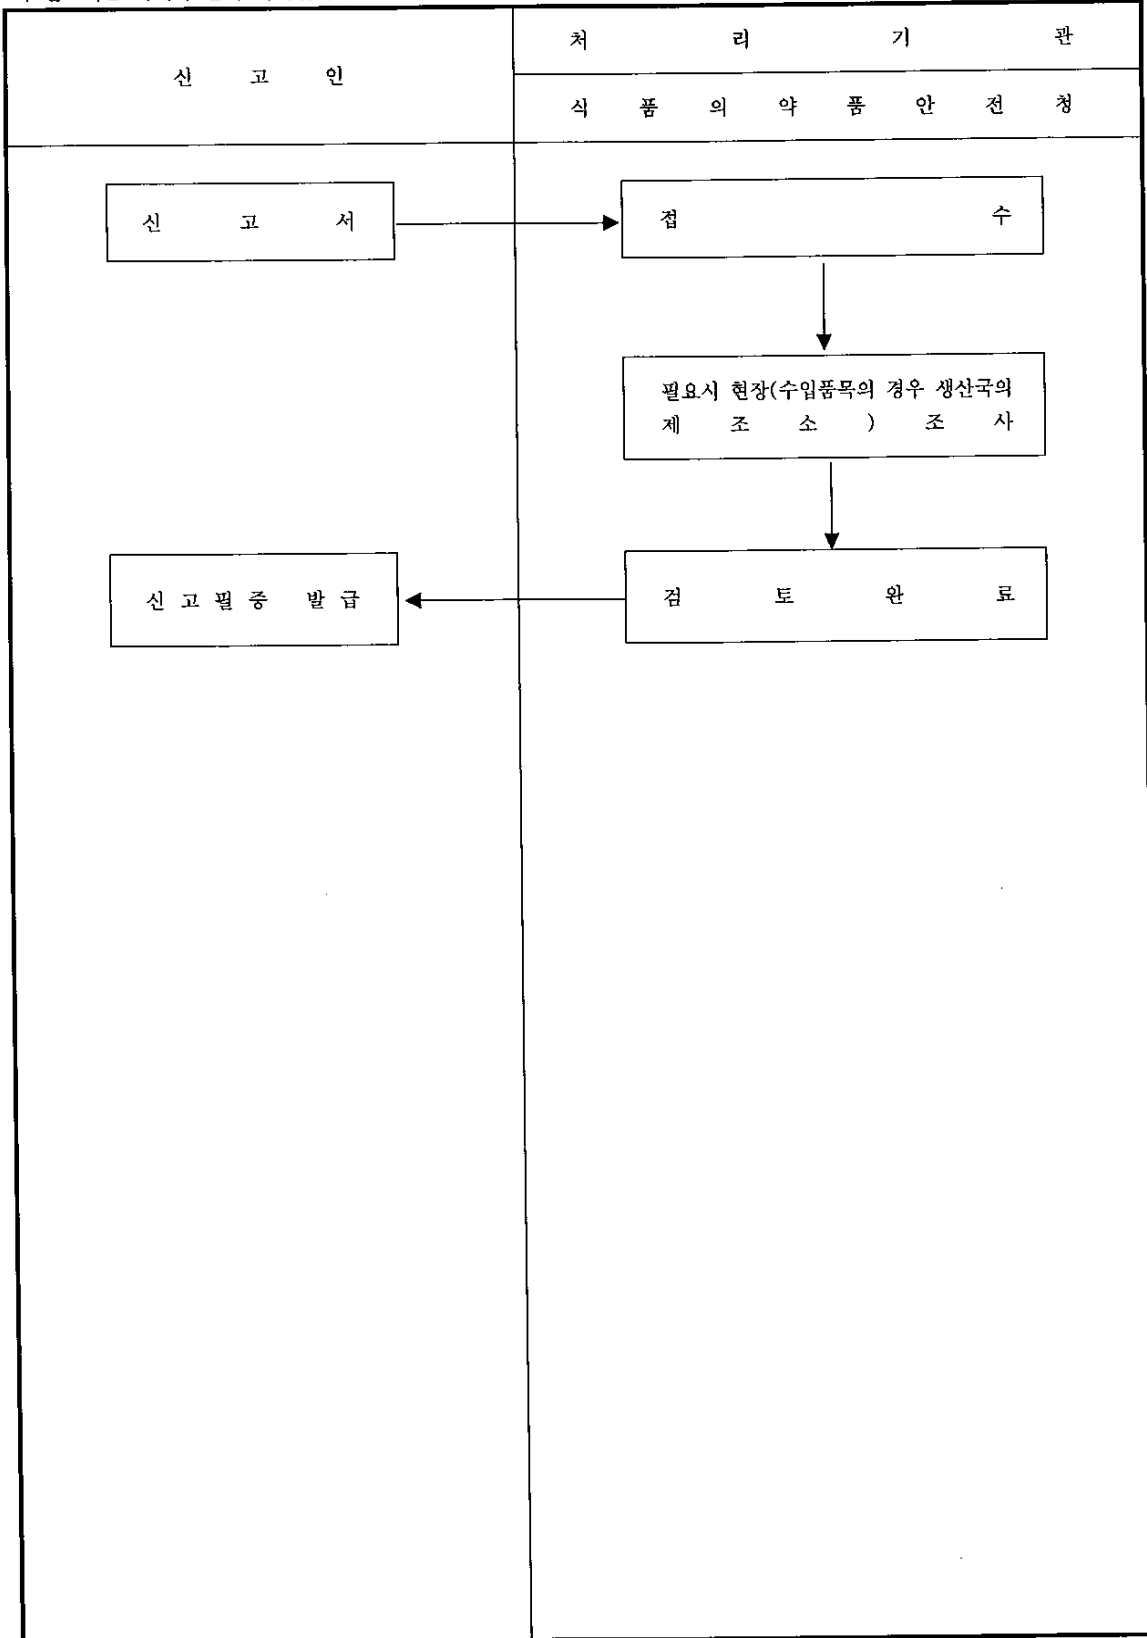 신 고 인
처 리 기 관
식 품 의 약 품 안 전 청
신 고 서
접 수
필요시 현장(수입품목의 경우 생산국의
제 조 소 ) 조 사
신 고 필 증 발 급
검 토 완 료